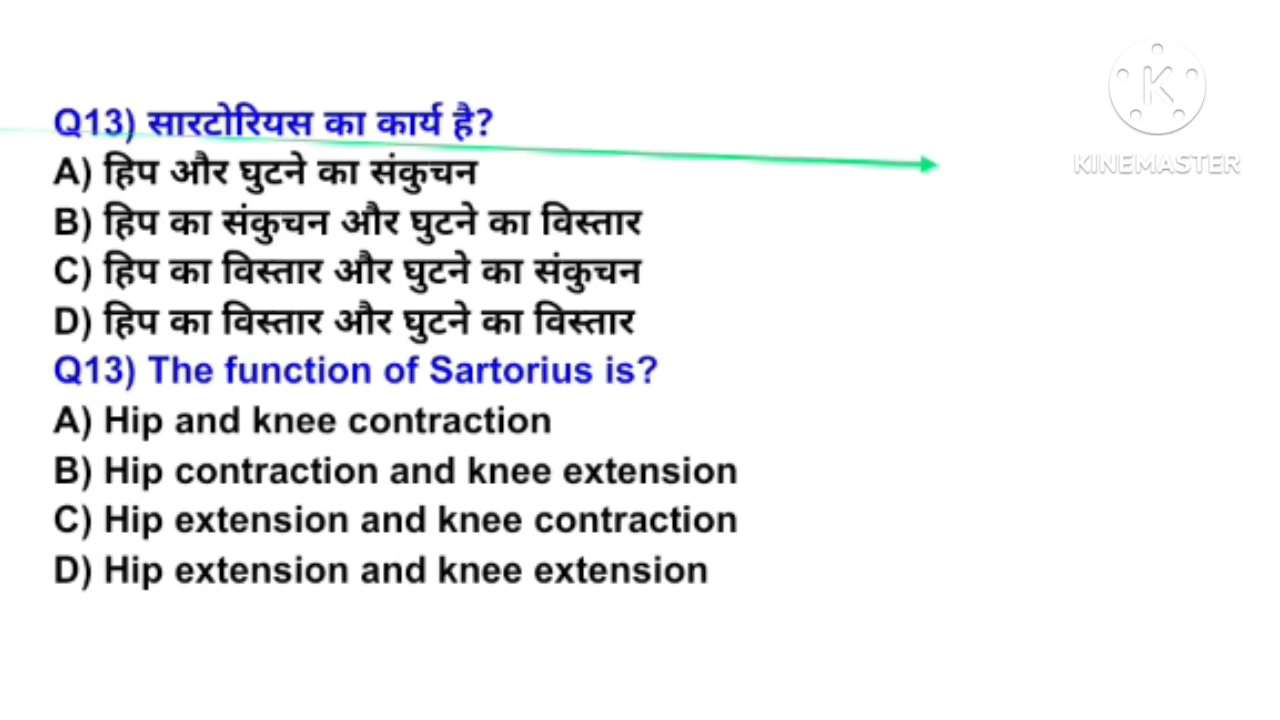 Q13) सारटोरियस का कार्य है?
A) हिप और घुटने का संकुचन
B) हिप का संकुचन और घुटने का विस्तार
C) हिप का विस्तार और घुटने का संकुचन
D) हिप का विस्तार और घुटने का विस्तार
Q13) The function of Sartorius is?
A) Hip and knee contraction
B) Hip contraction and knee extension
C) Hip extension and knee contraction
D) Hip extension and knee extension
K
KINEMASTER